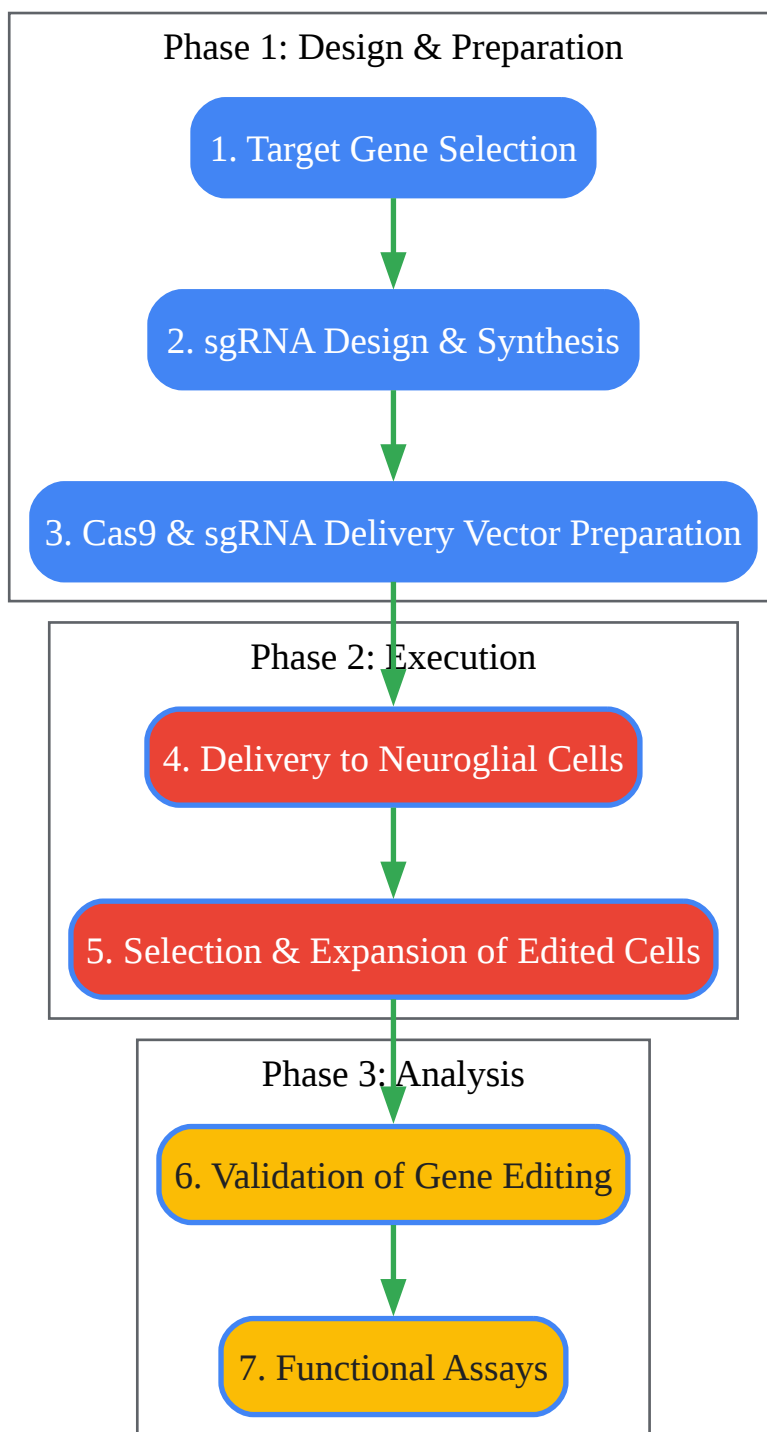 Phase 1: Design & Preparation
1. Target Gene Selection
2. sgRNA Design & Synthesis
3. Cas9 & sgRNA Delivery Vector Preparation
Phase 2: Execution
4. Delivery to Neuroglial Cells
5. Selection & Expansion of Edited Cells
Phase 3: Analysis
6. Validation of Gene Editing
7. Functional Assays